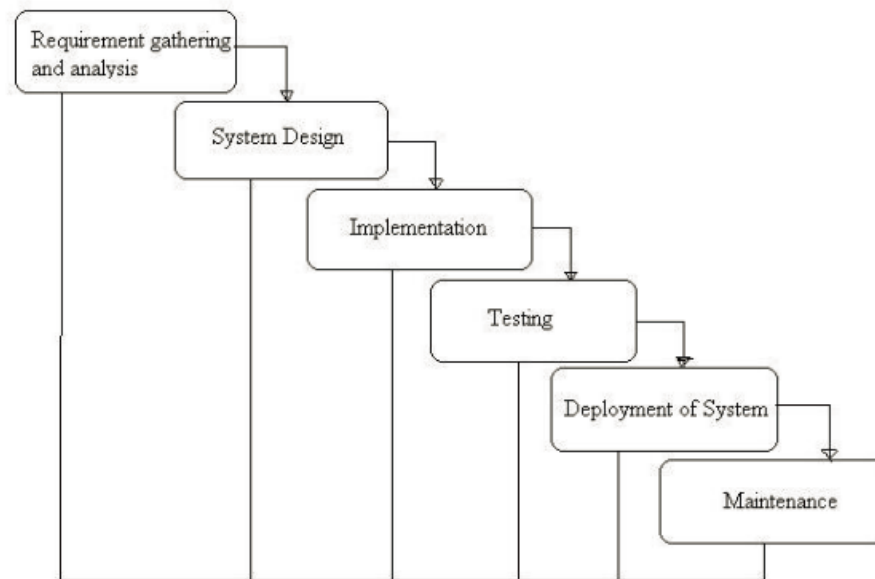 Requirement gathering
and analysis
System Design
Implementation
Testing
Deployment of System
Maintenance